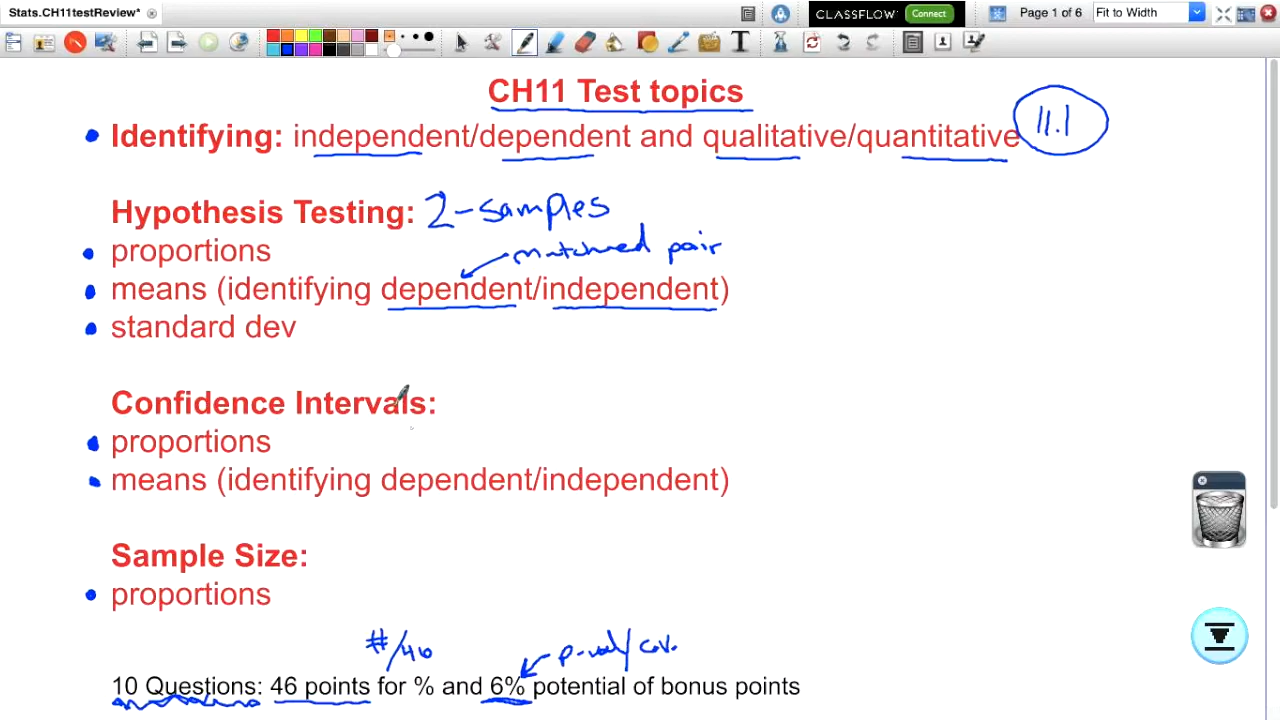 Stats.CH11testReview*
CLASSFLOW Connect
Page 1 of 6
Fit to Width
T
CH11 Test topics
Identifying: independent/dependent and qualitative/quantitative 11.1
Hypothesis Testing: 2-samples
proportions
matched pair
means (identifying dependent/independent)
standard dev
Confidence Intervals:
proportions
means (identifying dependent/independent)
Sample Size:
proportions
#/46
p-val/c.v.
10 Questions: 46 points for % and 6% potential of bonus points